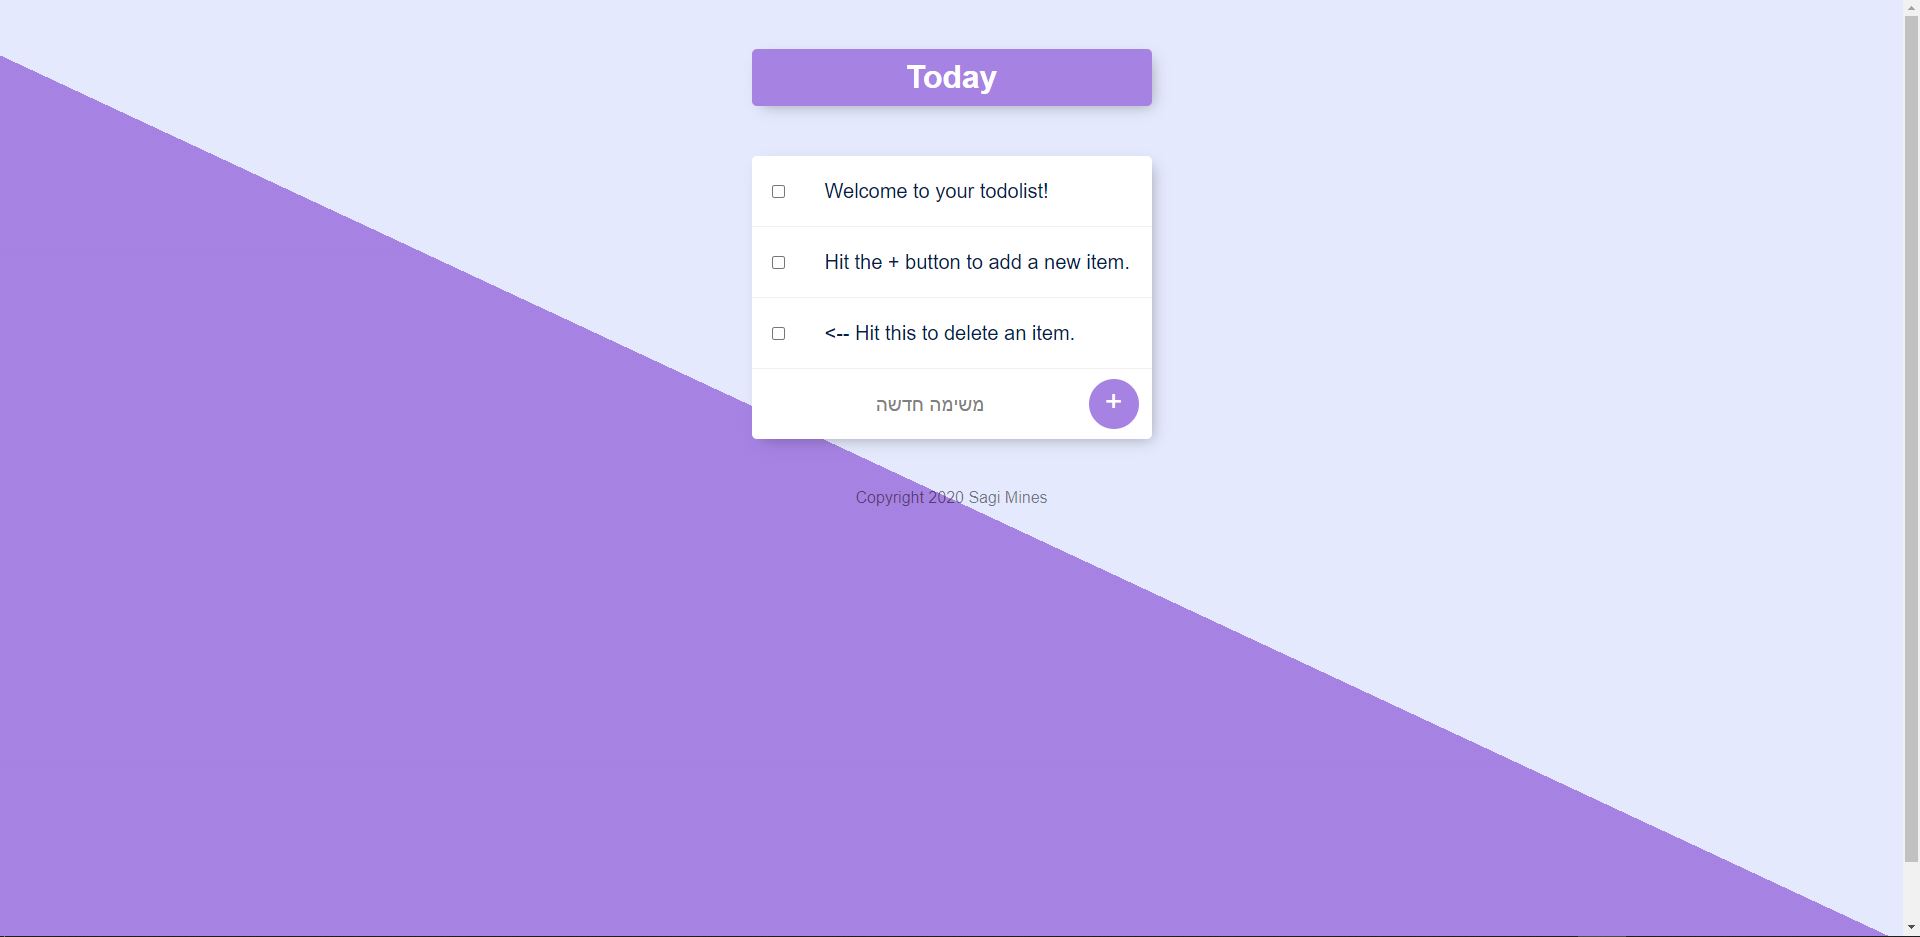 Today
Welcome to your todolist!
Hit the + button to add a new item.
<-- Hit this to delete an item.
משימה חדשה
+
Copyright 2020 Sagi Mines